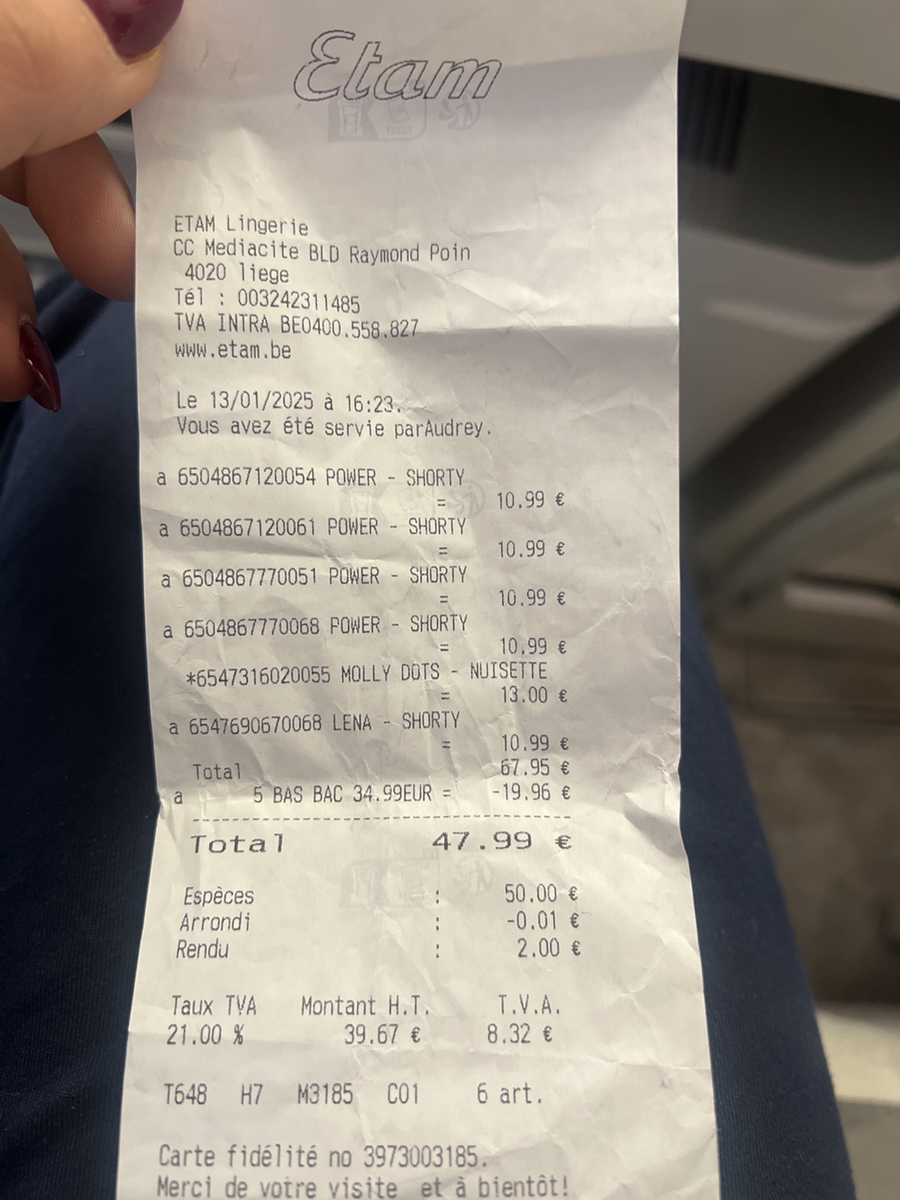 Etam
ETAM Lingerie
CC Mediacite BLD Raymond Poin
4020 liege
Tél : 003242311485
TVA INTRA BE0400.558.827
www.etam.be
Le 13/01/2025 à 16:23.
Vous avez été servie parAudrey.
a 6504867120054 POWER - SHORTY
= 10.99 €
a 6504867120061 POWER - SHORTY
= 10.99 €
a 6504867770051 POWER - SHORTY
= 10.99 €
a 6504867770068 POWER - SHORTY
= 10.99 €
*6547316020055 MOLLY DOTS - NUISETTE
= 13.00 €
a 6547690670068 LENA - SHORTY
= 10.99 €
Total 67.95 €
a 5 BAS BAC 34.99EUR = -19.96 €
Total 47.99 €
Espèces : 50.00 €
Arrondi : -0.01 €
Rendu : 2.00 €
Taux TVA Montant H.T. T.V.A.
21.00 % 39.67 € 8.32 €
T648 H7 M3185 C01 6 art.
Carte fidélité no 3973003185.
Merci de votre visite et à bientôt!